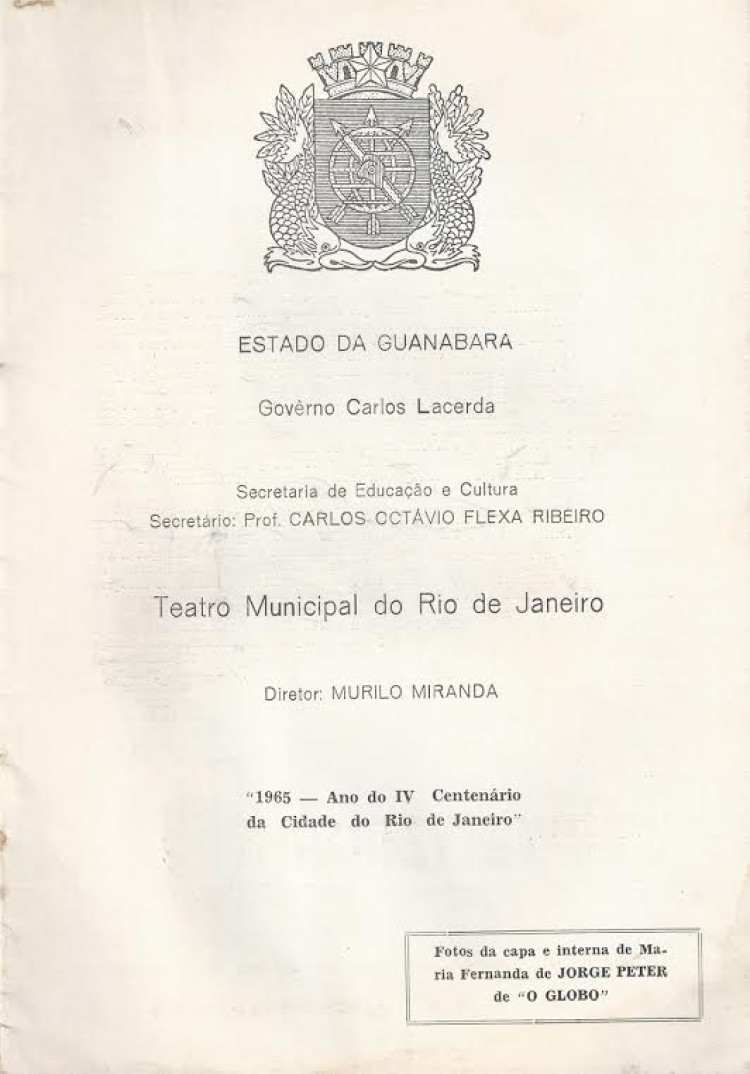 ESTADO DA GUANABARA
Govêrno Carlos Lacerda
Secretaria de Educação e Cultura
Secretário: Prof. CARLOS OCTÁVIO FLEXA RIBEIRO
Teatro Municipal do Rio de Janeiro
Diretor: MURILO MIRANDA
"1965 — Ano do IV Centenário
da Cidade do Rio de Janeiro"
Fotos da capa e interna de Ma-
ria Fernanda de JORGE PETER
de "O GLOBO"